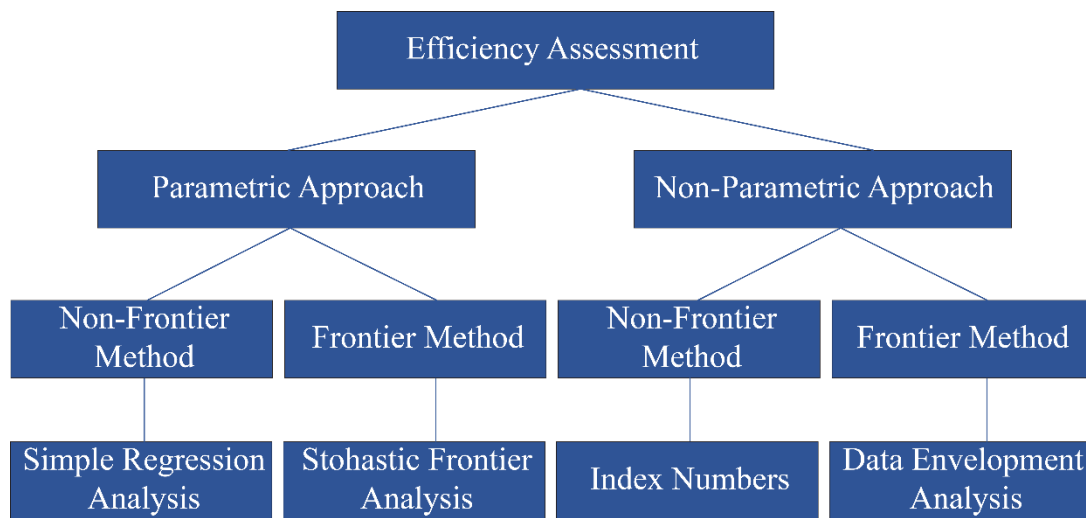 Efficiency Assessment
Parametric Approach
Non-Parametric Approach
Non-Frontier
Method
Frontier Method
Non-Frontier
Method
Frontier Method
Simple Regression
Analysis
Stohastic Frontier
Analysis
Index Numbers
Data Envelopment
Analysis